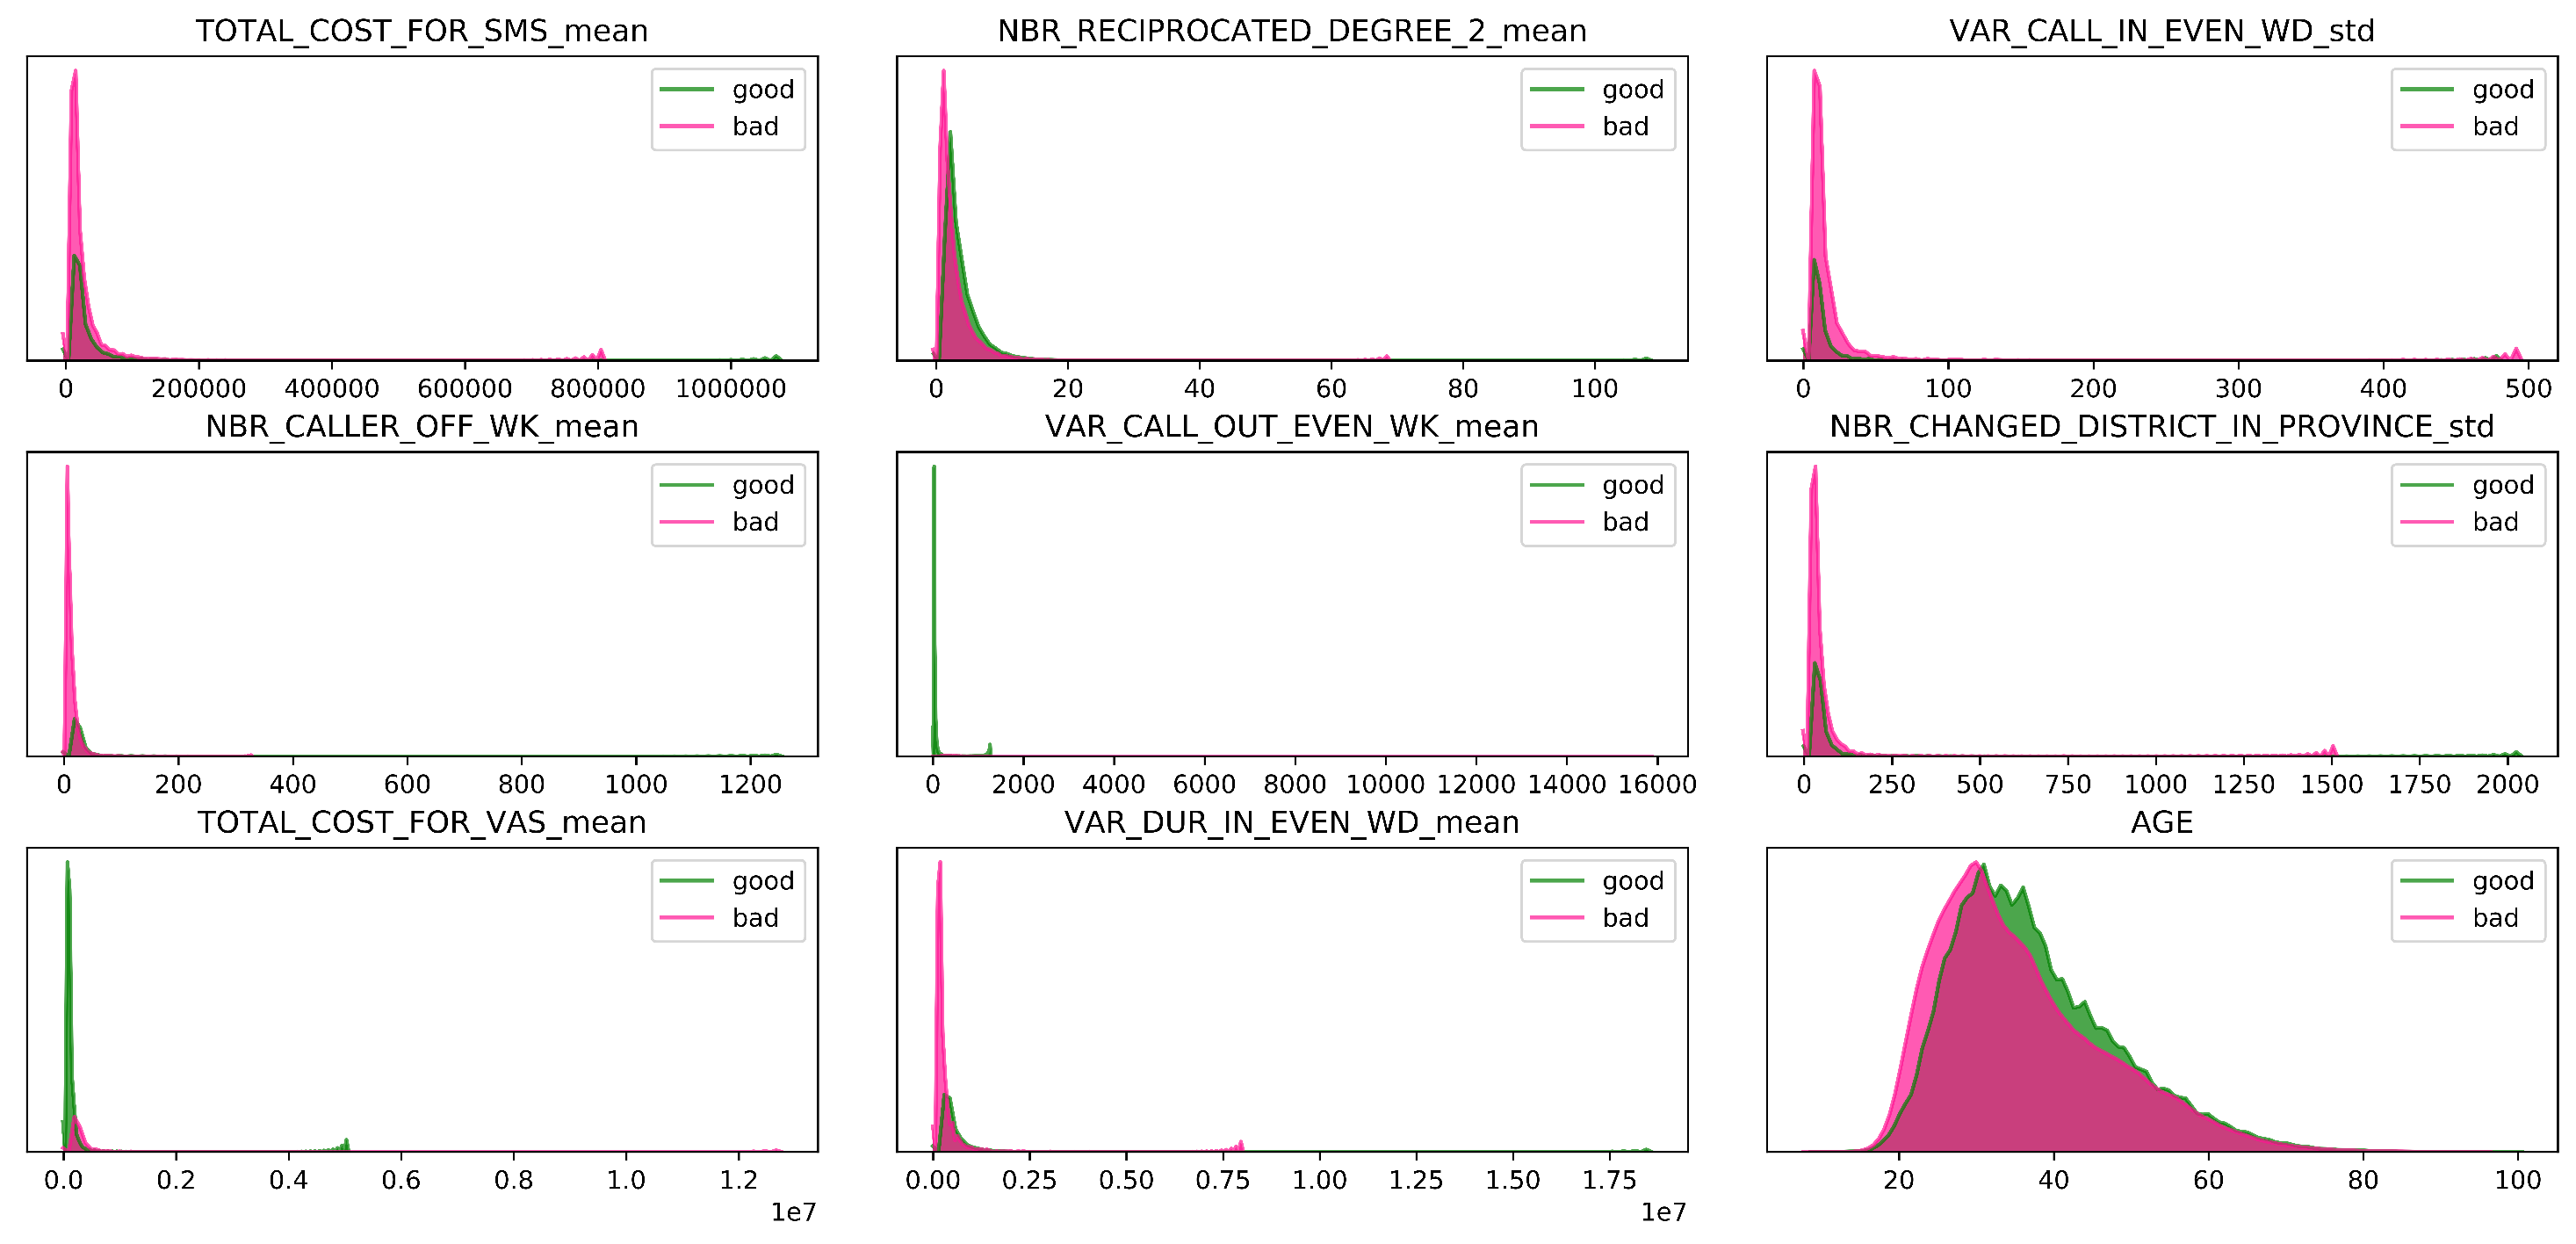 TOTAL_COST_FOR_SMS_mean
good
bad
0 200000 400000 600000 800000 1000000
NBR_RECIPROCATED_DEGREE_2_mean
good
bad
0 20 40 60 80 100
VAR_CALL_IN_EVEN_WD_std
good
bad
0 100 200 300 400 500
NBR_CALLER_OFF_WK_mean
good
bad
0 200 400 600 800 1000 1200
VAR_CALL_OUT_EVEN_WK_mean
good
bad
0 2000 4000 6000 8000 10000 12000 14000 16000
NBR_CHANGED_DISTRICT_IN_PROVINCE_std
good
bad
0 250 500 750 1000 1250 1500 1750 2000
TOTAL_COST_FOR_VAS_mean
good
bad
0.0 0.2 0.4 0.6 0.8 1.0 1.2
1e7
VAR_DUR_IN_EVEN_WD_mean
good
bad
0.00 0.25 0.50 0.75 1.00 1.25 1.50 1.75
1e7
AGE
good
bad
20 40 60 80 100